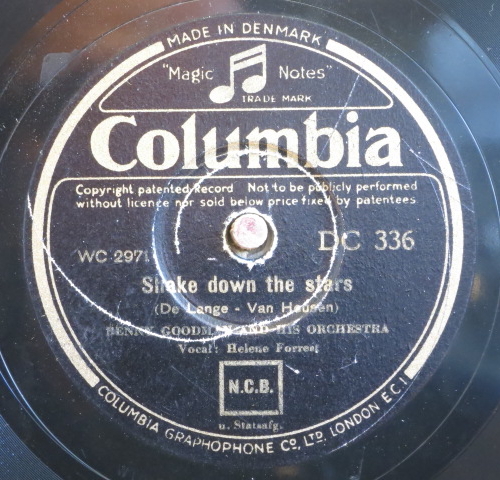 MADE IN DENMARK
"Magic Notes"
TRADE MARK
Columbia
Copyright patented Record Not to be publicly performed
without licence nor sold below price fixed by patentees
WC 2971
DC 336
Shake down the stars
(De Lange - Van Heusen)
BENNY GOODMAN AND HIS ORCHESTRA
Vocal: Helene Forrest
N.C.B.
u. Statsafg.
COLUMBIA GRAPHOPHONE CO, LTD. LONDON E.C.1